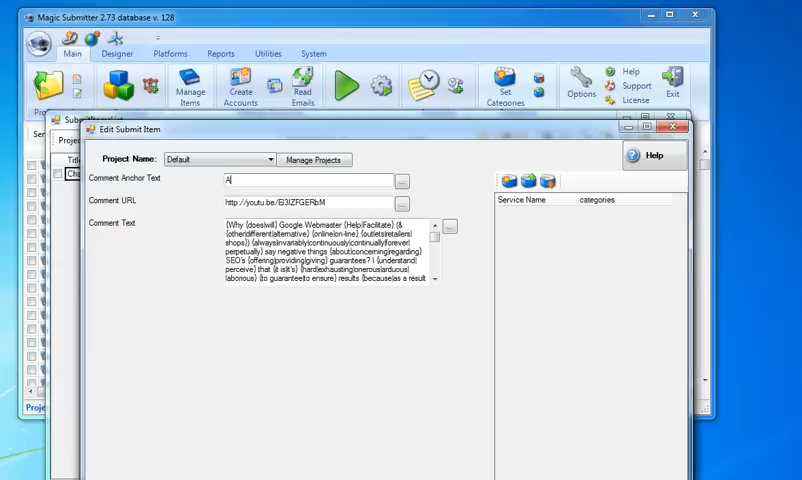 Magic Submitter 2.73 database v. 128
Main Designer Platforms Reports Utilities System
Manage Items
Create Accounts
Read Emails
Set Categories
Options
Help
Support
License
Exit
Edit Submit Item
Project Name: Default Manage Projects
Help
Comment Anchor Text A
Comment URL http://youtu.be/
Comment Text
{Why {does|will} Google Webmaster {Help|Facilitate} {(&
{other|different|alternative} {online|on-line} {outlets|retailers|
shops}) {always|invariably|continuously|continually|forever|
perpetually} say negative things {about|concerning|regarding}
SEO's {offering|providing|giving} guarantees? I {understand|
perceive} that {it is|it's} {hard|exhausting|onerous|arduous|
laborious} {to guarantee|to ensure} results {because|as a result
Service Name categories